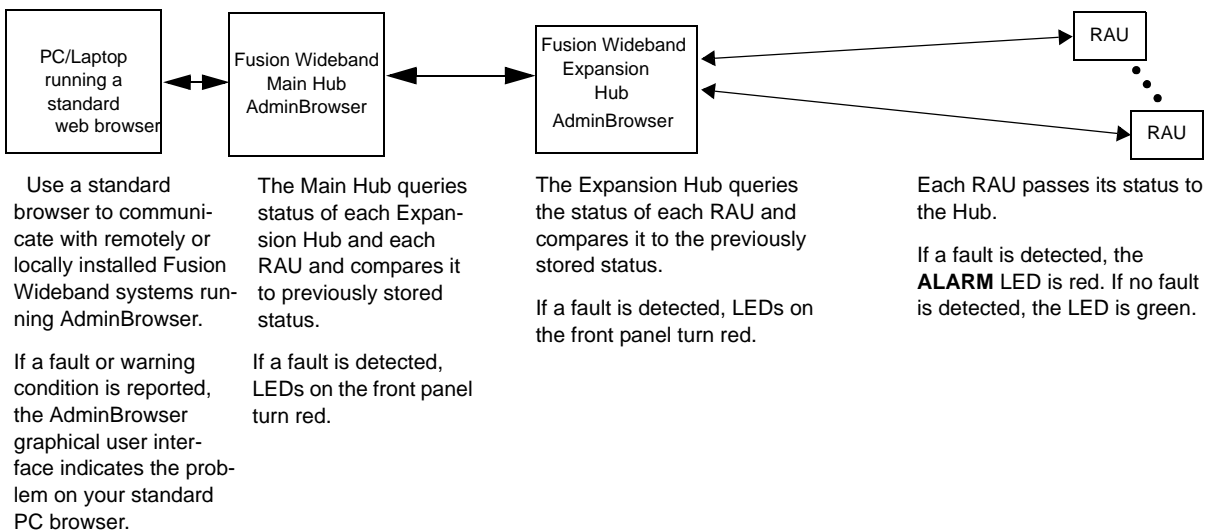 PC/Laptop
running a
standard
web browser
Fusion Wideband
Main Hub
AdminBrowser
Fusion Wideband
Expansion
Hub
AdminBrowser
RAU
RAU
Use a standard
browser to communi-
cate with remotely or
locally installed Fusion
Wideband systems run-
ning AdminBrowser.
If a fault or warning
condition is reported,
the AdminBrowser
graphical user inter-
face indicates the prob-
lem on your standard
PC browser.
The Main Hub queries
status of each Expan-
sion Hub and each
RAU and compares it
to previously stored
status.
If a fault is detected,
LEDs on the front panel
turn red.
The Expansion Hub queries
the status of each RAU and
compares it to the previously
stored status.
If a fault is detected, LEDs on
the front panel turn red.
Each RAU passes its status to
the Hub.
If a fault is detected, the
ALARM LED is red. If no fault
is detected, the LED is green.